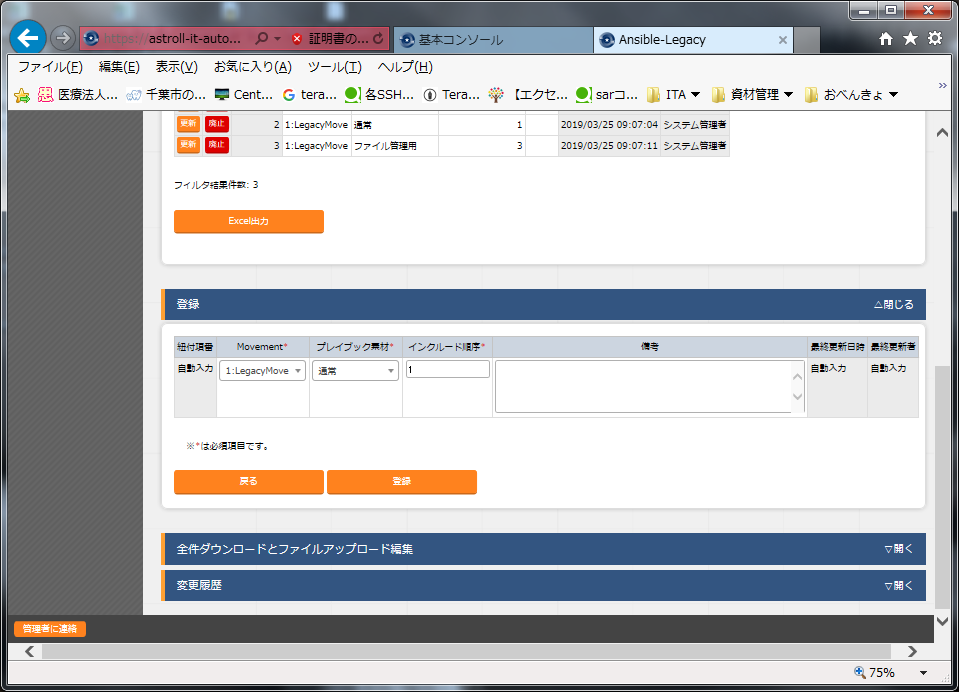 https://astroll-it-auto... 証明書の... 基本コンソール Ansible-Legacy
ファイル(F) 編集(E) 表示(V) お気に入り(A) ツール(T) ヘルプ(H)
医療法人... 千葉市の... Cent... tera... 各SSH... Tera... 【エクセ... sarコ... ITA 資材管理 おべんきょ
更新 廃止 2 1:LegacyMove 通常 1 2019/03/25 09:07:04 システム管理者
更新 廃止 3 1:LegacyMove ファイル管理用 3 2019/03/25 09:07:11 システム管理者
フィルタ結果件数: 3
Excel出力
登録 △閉じる
紐付項番 Movement* プレイブック素材* インクルード順序* 備考 最終更新日時 最終更新者
自動入力 1:LegacyMove 通常 1 自動入力 自動入力
※*は必須項目です。
戻る 登録
全件ダウンロードとファイルアップロード編集 ▽開く
変更履歴 ▽開く
管理者に連絡
75%